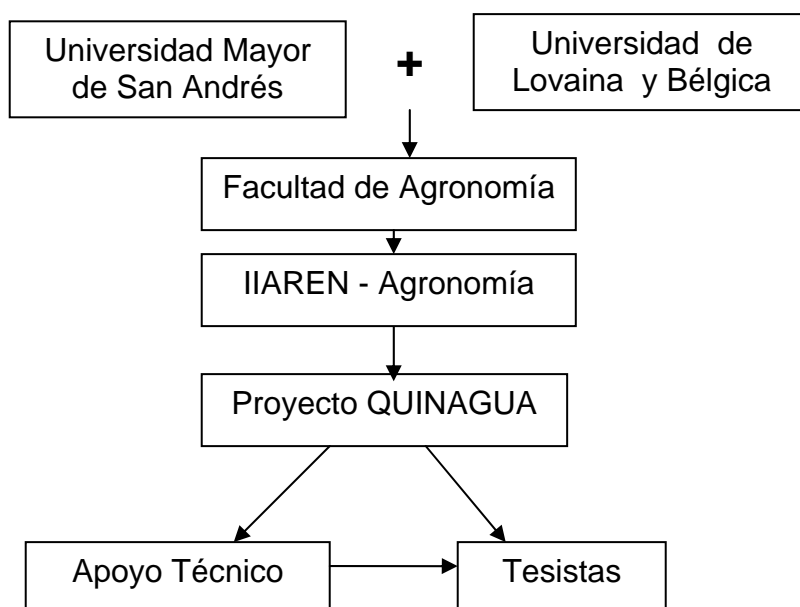 Universidad Mayor
de San Andrés
+
Universidad de
Lovaina y Bélgica
Facultad de Agronomía
IIAREN - Agronomía
Proyecto QUINAGUA
Apoyo Técnico
Tesistas